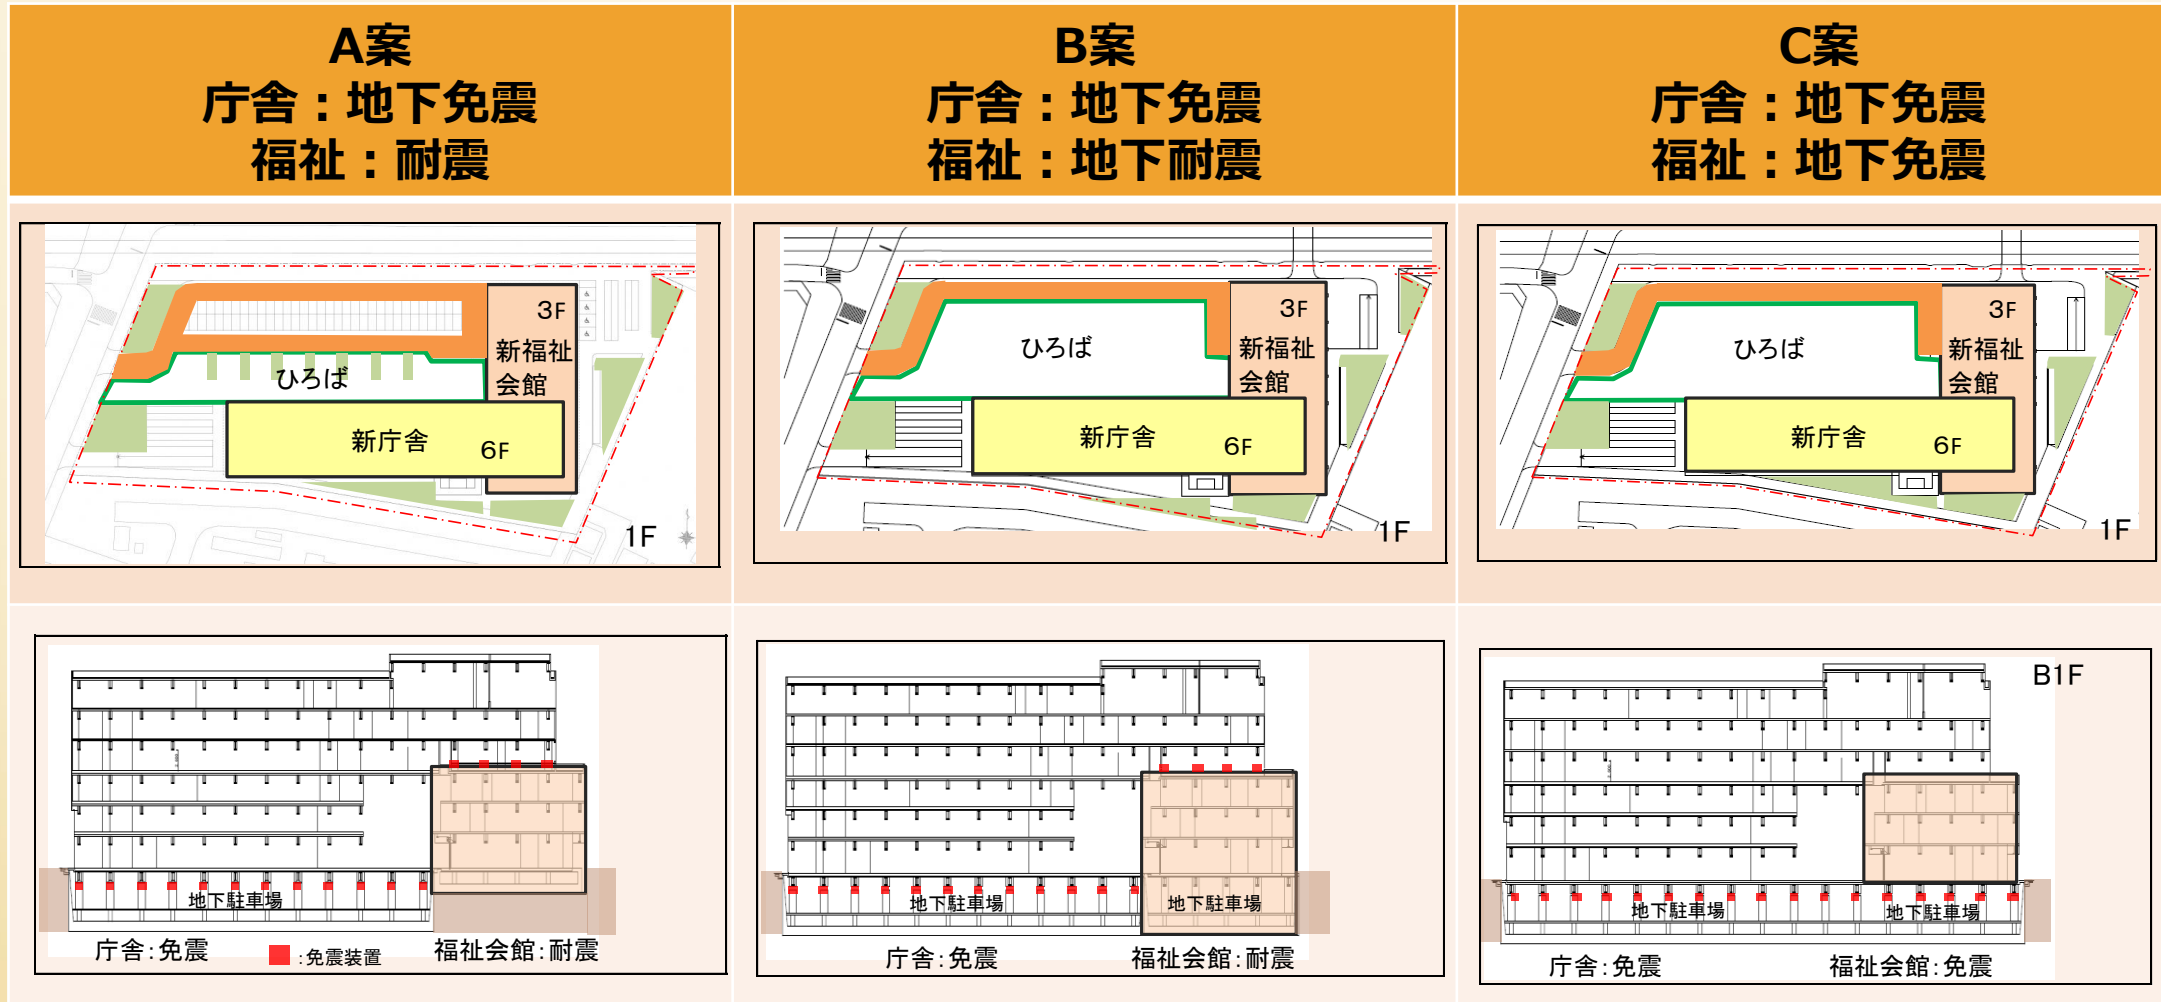 A案
庁舎：地下免震
福祉：耐震
B案
庁舎：地下免震
福祉：地下耐震
C案
庁舎：地下免震
福祉：地下免震
3F
新福祉
会館
ひろば
新庁舎
6F
1F
3F
新福祉
会館
ひろば
新庁舎
6F
1F
3F
新福祉
会館
ひろば
新庁舎
6F
1F
地下駐車場
庁舎：免震
：免震装置
福祉会館：耐震
地下駐車場
地下駐車場
庁舎：免震
福祉会館：耐震
B1F
地下駐車場
地下駐車場
庁舎：免震
福祉会館：免震